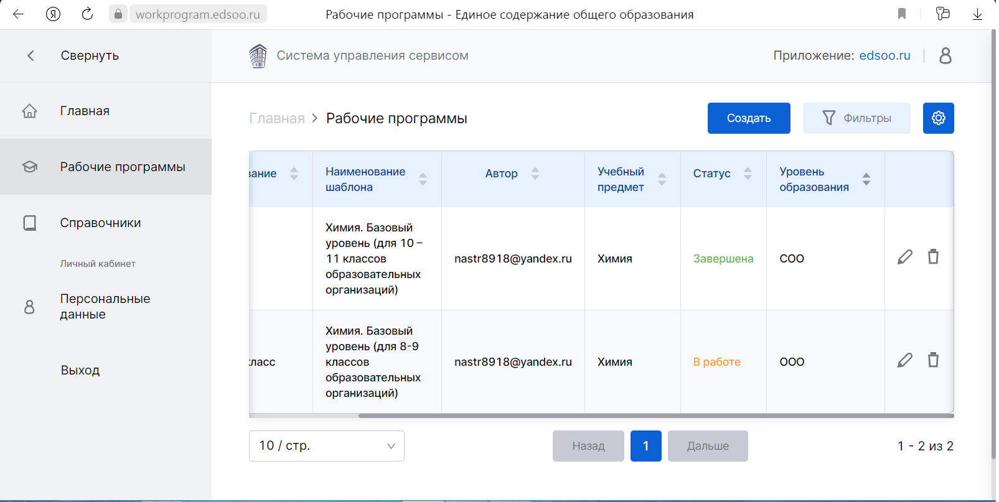 workprogram.edsoo.ru
Рабочие программы - Единое содержание общего образования
Свернуть
Система управления сервисом
Приложение: edsoo.ru
Главная
Рабочие программы
Справочники
Личный кабинет
Персональные
данные
Выход
Главная > Рабочие программы
Создать
Фильтры
вание
Наименование
шаблона
Автор
Учебный
предмет
Статус
Уровень
образования
Химия. Базовый
уровень (для 10 –
11 классов
образовательных
организаций)
nastr8918@yandex.ru
Химия
Завершена
СОО
класс
Химия. Базовый
уровень (для 8-9
классов
образовательных
организаций)
nastr8918@yandex.ru
Химия
В работе
ООО
10 / стр.
Назад
1
Дальше
1 - 2 из 2